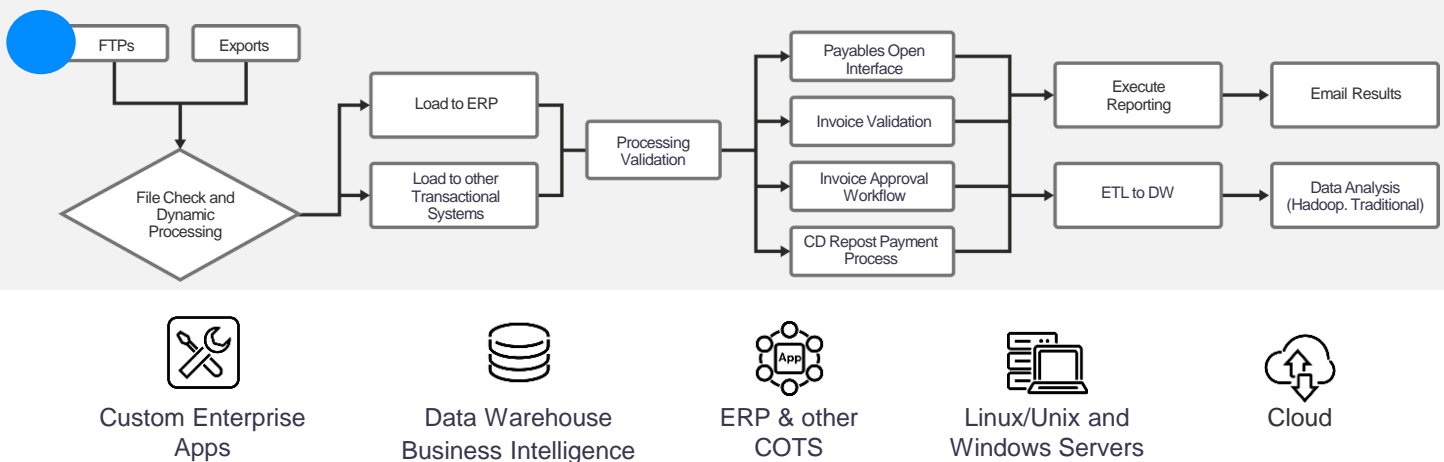 FTPs
Exports
File Check and
Dynamic
Processing
Load to ERP
Load to other
Transactional
Systems
Processing
Validation
Payables Open
Interface
Invoice Validation
Invoice Approval
Workflow
CD Repost Payment
Process
Execute
Reporting
Email Results
ETL to DW
Data Analysis
(Hadoop. Traditional)
Custom Enterprise
Apps
Data Warehouse
Business Intelligence
App
ERP & other
COTS
Linux/Unix and
Windows Servers
Cloud